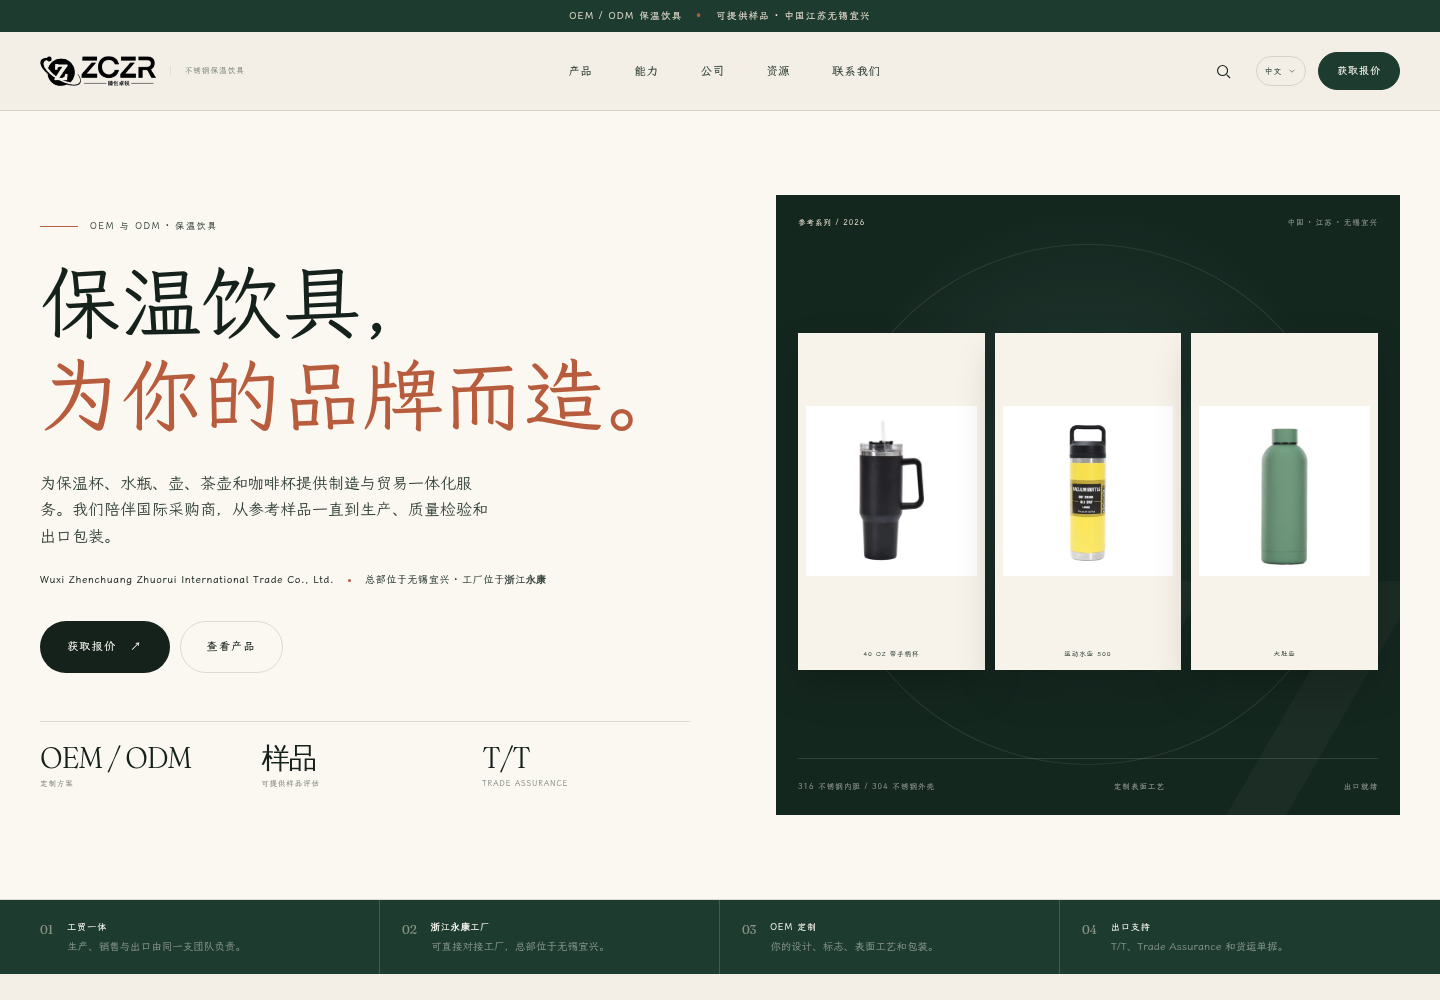 OEM / ODM 保温饮具 • 可提供样品 · 中国江苏无锡宜兴
ZCZR
不锈钢保温饮具
产品
能力
公司
资源
联系我们
中文
获取报价
OEM 与 ODM · 保温饮具
保温饮具，
为你的品牌而造。
为保温杯、水瓶、壶、茶壶和咖啡杯提供制造与贸易一体化服
务。我们陪伴国际采购商，从参考样品一直到生产、质量检验和
出口包装。
Wuxi Zhenchuang Zhuorui International Trade Co., Ltd. • 总部位于无锡宜兴 · 工厂位于浙江永康
获取报价 ↗
查看产品
OEM / ODM
定制方案
样品
可提供样品评估
T/T
TRADE ASSURANCE
参考系列 / 2026
中国 · 江苏 · 无锡宜兴
40 OZ 带手柄杯
运动水壶 500
大肚壶
316 不锈钢内胆 / 304 不锈钢外壳
定制表面工艺
出口就绪
01 工贸一体
生产、销售与出口由同一支团队负责。
02 浙江永康工厂
可直接对接工厂，总部位于无锡宜兴。
03 OEM 定制
你的设计、标志、表面工艺和包装。
04 出口支持
T/T、Trade Assurance 和货运单据。